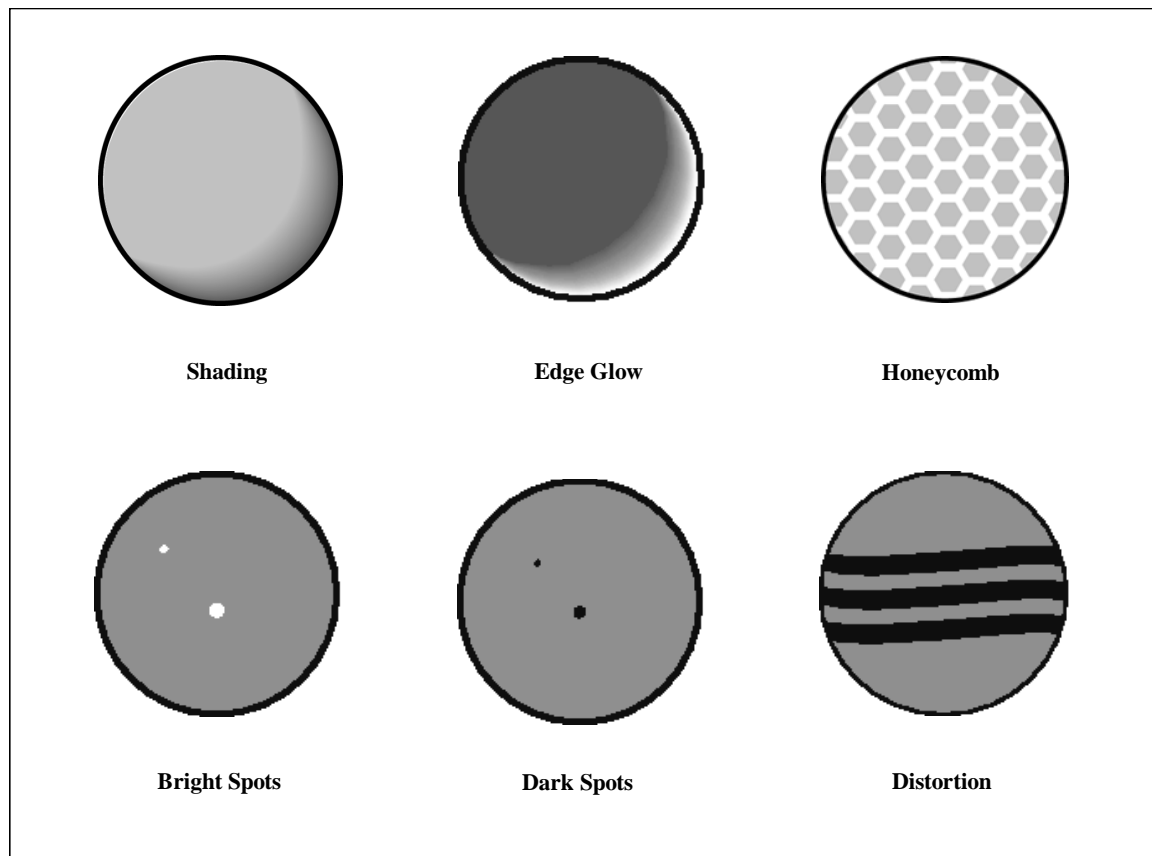 Shading
Edge Glow
Honeycomb
Bright Spots
Dark Spots
Distortion